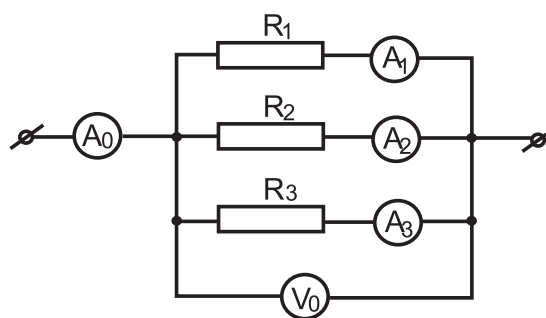 R₁
A₁
A₀
R₂
A₂
R₃
A₃
V₀